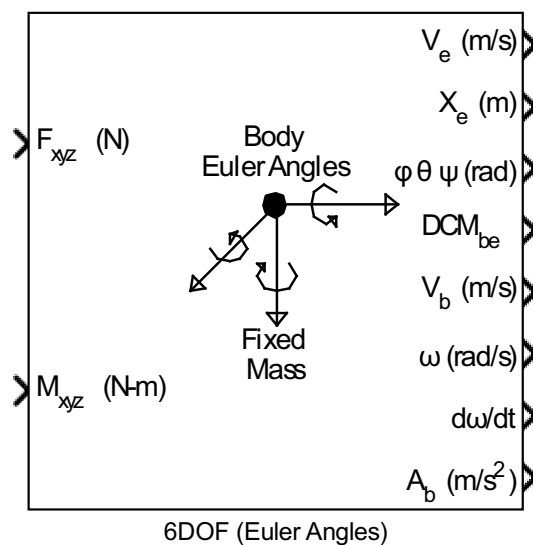 V_e (m/s)
X_e (m)
F_xyz (N)
Body
Euler Angles
φ θ ψ (rad)
DCM_be
V_b (m/s)
Fixed
Mass
ω (rad/s)
M_xyz (N-m)
dω/dt
A_b (m/s²)
6DOF (Euler Angles)